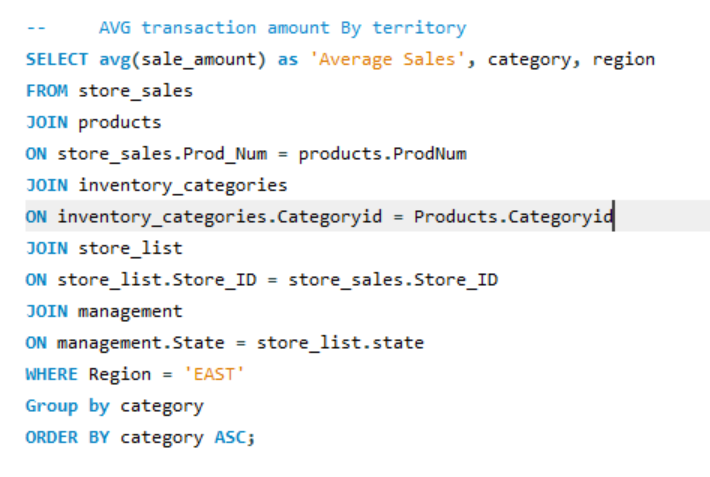 --     AVG transaction amount By territory
SELECT avg(sale_amount) as 'Average Sales', category, region
FROM store_sales
JOIN products
ON store_sales.Prod_Num = products.ProdNum
JOIN inventory_categories
ON inventory_categories.Categoryid = Products.Categoryid
JOIN store_list
ON store_list.Store_ID = store_sales.Store_ID
JOIN management
ON management.State = store_list.state
WHERE Region = 'EAST'
Group by category
ORDER BY category ASC;